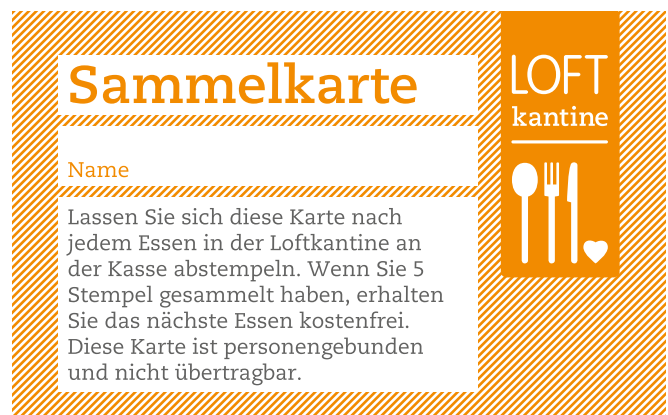 Sammelkarte
LOFT
kantine
Name
Lassen Sie sich diese Karte nach
jedem Essen in der Loftkantine an
der Kasse abstempeln. Wenn Sie 5
Stempel gesammelt haben, erhalten
Sie das nächste Essen kostenfrei.
Diese Karte ist personengebunden
und nicht übertragbar.